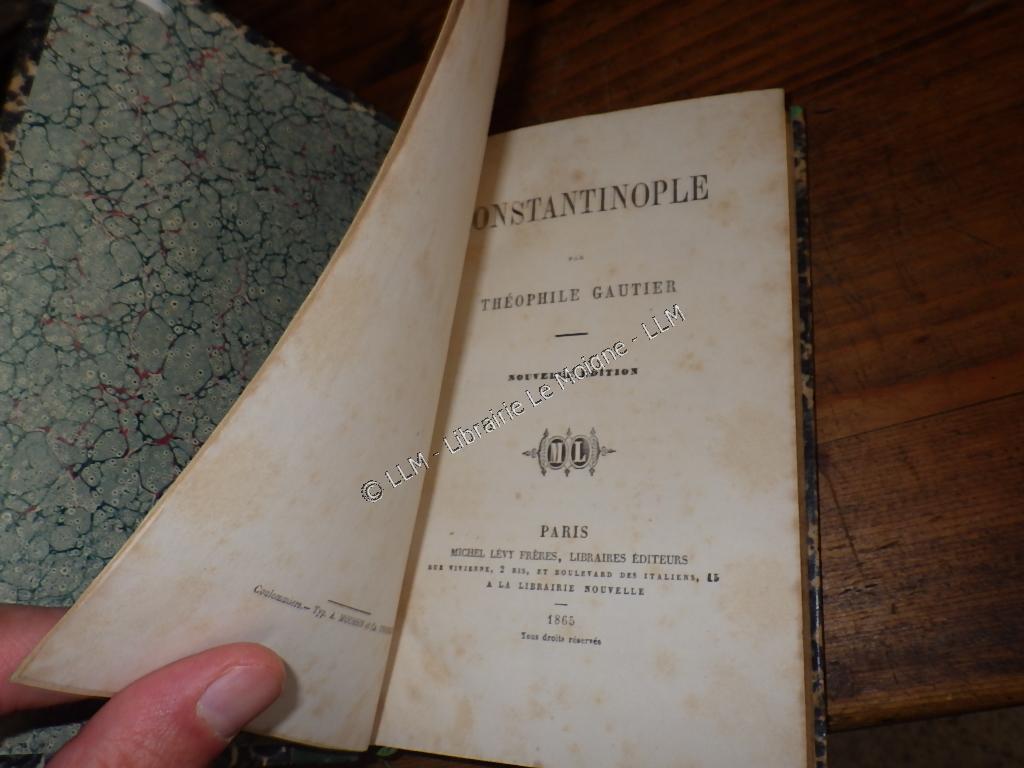 Coulommiers. — Typ. A. MOUSSIN et
ONSTANTINOPLE
PAR
THÉOPHILE GAUTIER
NOUVELLE ÉDITION
ML
PARIS
MICHEL LÉVY FRÈRES, LIBRAIRES ÉDITEURS
RUE VIVIENNE, 2 BIS, ET BOULEVARD DES ITALIENS, 15
A LA LIBRAIRIE NOUVELLE
1865
Tous droits réservés
© LLM - Librairie Le Moigne - LLM